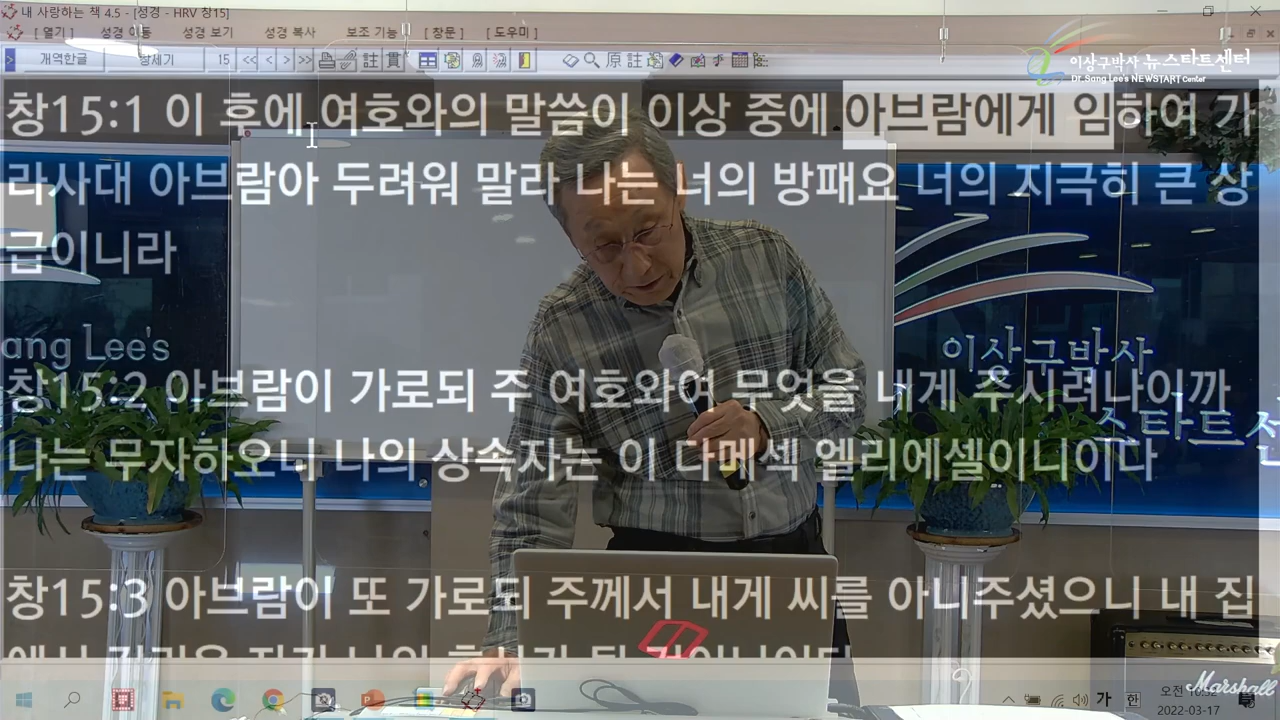 내 사랑하는 책 4.5 - [성경 - HRV 창15]
[ 열기 ] 성경 이동 성경 보기 성경 복사 보조 기능 [ 창문 ] [ 도우미 ]
개역한글 창세기 15 << < > >> 原 註
이상구박사 뉴스타트센터
Dr. Sang Lee's NEWSTART Center
창15:1 이 후에 여호와의 말씀이 이상 중에 아브람에게 임하여 가
라사대 아브람아 두려워 말라 나는 너의 방패요 너의 지극히 큰 상
급이니라
ang Lee's
이상구박사
스타트센
창15:2 아브람이 가로되 주 여호와여 무엇을 내게 주시려나이까
나는 무자하오니 나의 상속자는 이 다메섹 엘리에셀이니이다
창15:3 아브람이 또 가로되 주께서 내게 씨를 아니주셨으니 내 집
Marshall
가 한 오전
2022-03-17